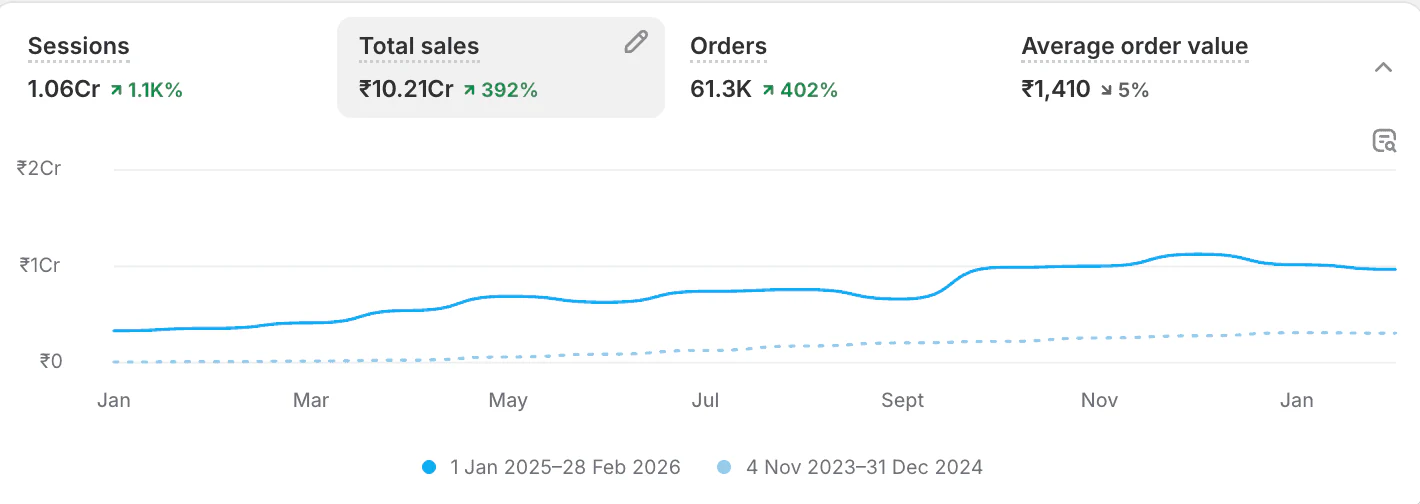 Sessions
1.06Cr ↗ 1.1K%
Total sales
₹10.21Cr ↗ 392%
Orders
61.3K ↗ 402%
Average order value
₹1,410 ↘ 5%
₹2Cr
₹1Cr
₹0
Jan Mar May Jul Sept Nov Jan
1 Jan 2025–28 Feb 2026 4 Nov 2023–31 Dec 2024